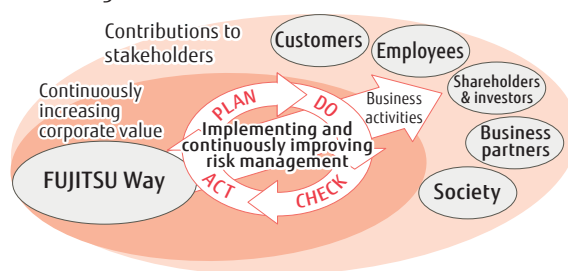 Contributions to
stakeholders
Customers
Employees
Shareholders
& investors
Business
partners
Society
Continuously
increasing
corporate value
FUJITSU Way
PLAN
DO
CHECK
ACT
Implementing and
continuously improving
risk management
Business
activities